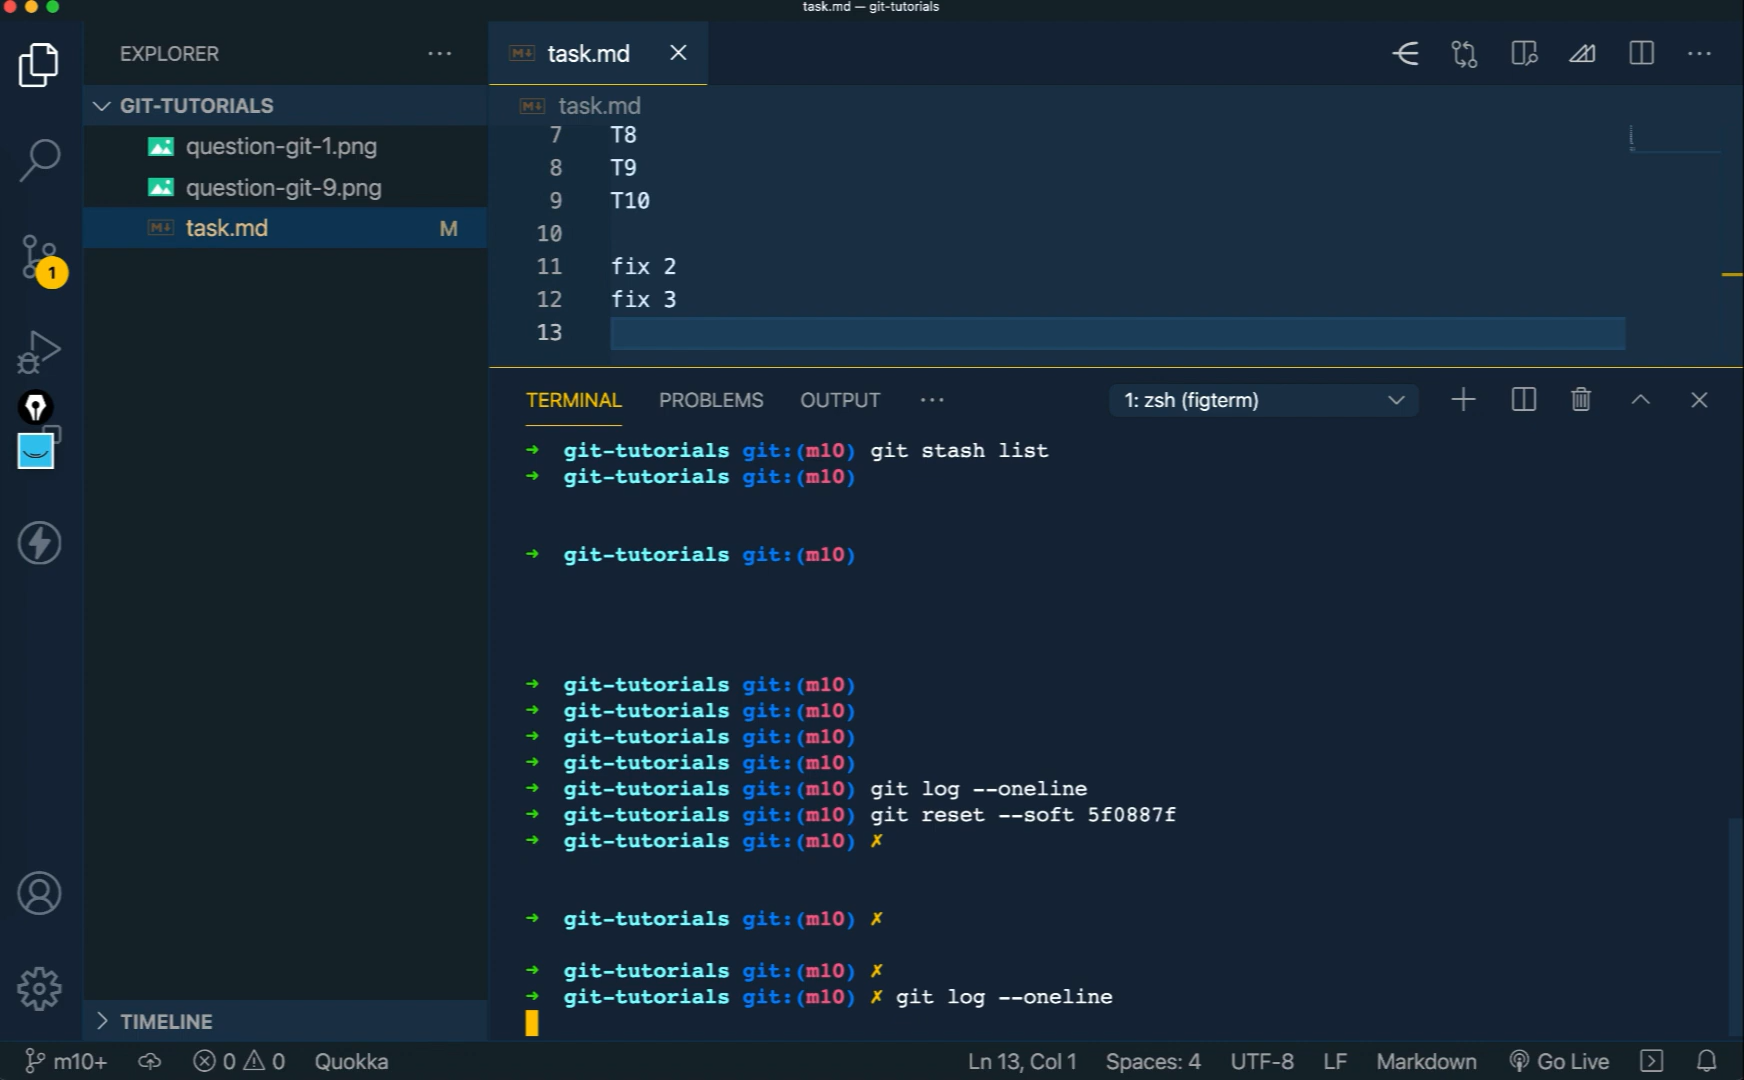 task.md — git-tutorials
EXPLORER
GIT-TUTORIALS
question-git-1.png
question-git-9.png
M↓ task.md M
1
TIMELINE
M↓ task.md
M↓ task.md
7 T8
8 T9
9 T10
10
11 fix 2
12 fix 3
13
TERMINAL PROBLEMS OUTPUT 1: zsh (figterm)
→ git-tutorials git:(m10) git stash list
→ git-tutorials git:(m10)
→ git-tutorials git:(m10)
→ git-tutorials git:(m10)
→ git-tutorials git:(m10)
→ git-tutorials git:(m10)
→ git-tutorials git:(m10)
→ git-tutorials git:(m10) git log --oneline
→ git-tutorials git:(m10) git reset --soft 5f0887f
→ git-tutorials git:(m10) ✗
→ git-tutorials git:(m10) ✗
→ git-tutorials git:(m10) ✗
→ git-tutorials git:(m10) ✗ git log --oneline
m10+ 0 0 Quokka Ln 13, Col 1 Spaces: 4 UTF-8 LF Markdown Go Live